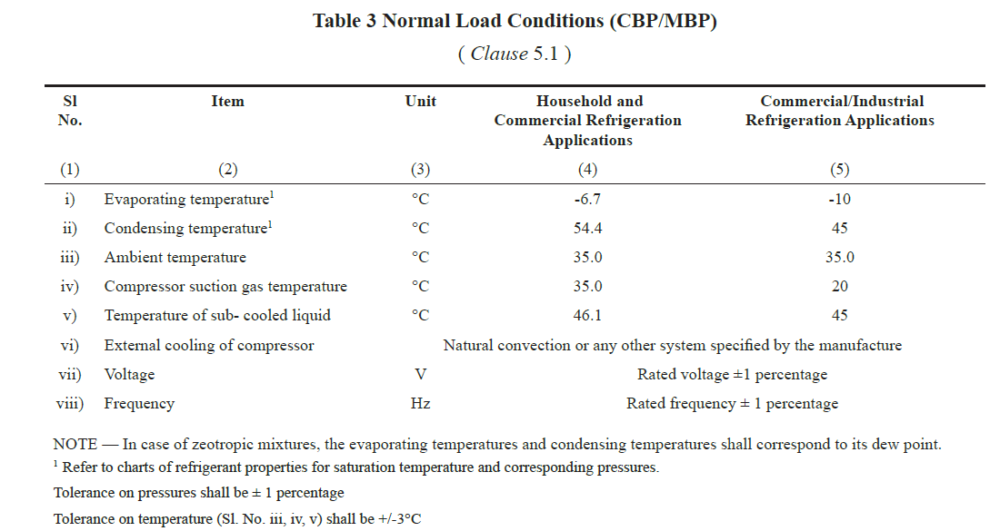 Table 3 Normal Load Conditions (CBP/MBP)
( Clause 5.1 )
Sl No. Item Unit Household and Commercial Refrigeration Applications Commercial/Industrial Refrigeration Applications
(1) (2) (3) (4) (5)
i) Evaporating temperature¹ °C -6.7 -10
ii) Condensing temperature¹ °C 54.4 45
iii) Ambient temperature °C 35.0 35.0
iv) Compressor suction gas temperature °C 35.0 20
v) Temperature of sub- cooled liquid °C 46.1 45
vi) External cooling of compressor Natural convection or any other system specified by the manufacture
vii) Voltage V Rated voltage ±1 percentage
viii) Frequency Hz Rated frequency ± 1 percentage
NOTE — In case of zeotropic mixtures, the evaporating temperatures and condensing temperatures shall correspond to its dew point.
¹ Refer to charts of refrigerant properties for saturation temperature and corresponding pressures.
Tolerance on pressures shall be ± 1 percentage
Tolerance on temperature (Sl. No. iii, iv, v) shall be +/-3°C